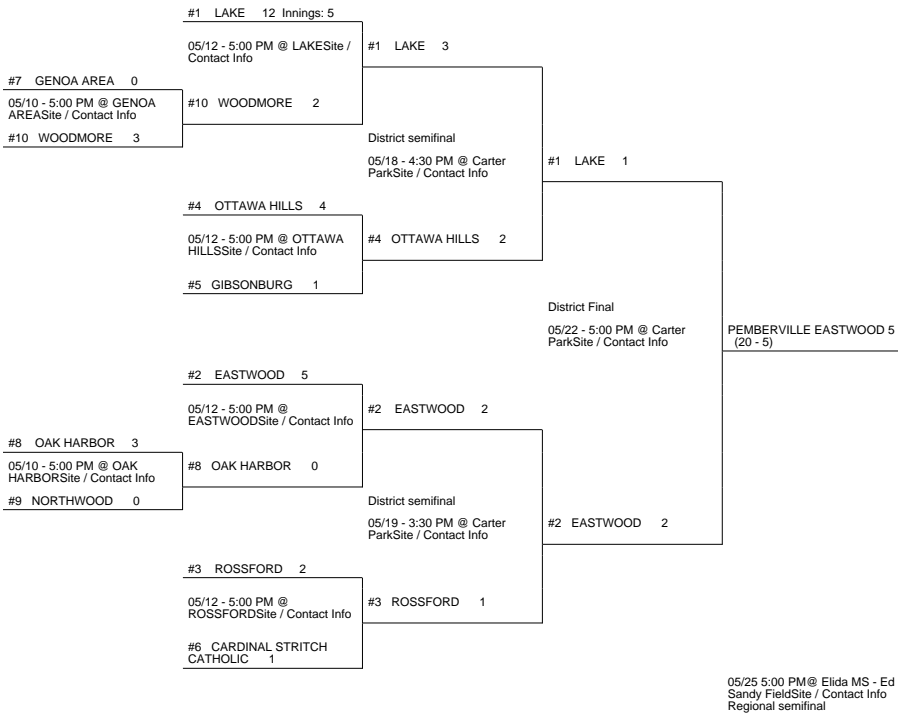 #1 LAKE 12 Innings: 5
05/12 - 5:00 PM @ LAKESite /
Contact Info
#1 LAKE 3
#7 GENOA AREA 0
05/10 - 5:00 PM @ GENOA
AREASite / Contact Info
#10 WOODMORE 2
#10 WOODMORE 3
District semifinal
05/18 - 4:30 PM @ Carter
ParkSite / Contact Info
#1 LAKE 1
#4 OTTAWA HILLS 4
05/12 - 5:00 PM @ OTTAWA
HILLSSite / Contact Info
#4 OTTAWA HILLS 2
#5 GIBSONBURG 1
District Final
05/22 - 5:00 PM @ Carter
ParkSite / Contact Info
PEMBERVILLE EASTWOOD 5
(20 - 5)
#2 EASTWOOD 5
05/12 - 5:00 PM @
EASTWOODSite / Contact Info
#2 EASTWOOD 2
#8 OAK HARBOR 3
05/10 - 5:00 PM @ OAK
HARBORSite / Contact Info
#8 OAK HARBOR 0
#9 NORTHWOOD 0
District semifinal
05/19 - 3:30 PM @ Carter
ParkSite / Contact Info
#2 EASTWOOD 2
#3 ROSSFORD 2
05/12 - 5:00 PM @
ROSSFORDSite / Contact Info
#3 ROSSFORD 1
#6 CARDINAL STRITCH
CATHOLIC 1
05/25 5:00 PM@ Elida MS - Ed
Sandy FieldSite / Contact Info
Regional semifinal